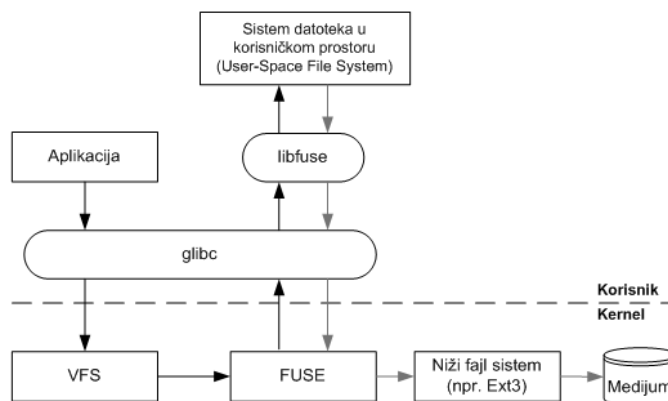 Sistem datoteka u
korisničkom prostoru
(User-Space File System)
Aplikacija
libfuse
glibc
Korisnik
Kernel
VFS
FUSE
Niži fajl sistem
(npr. Ext3)
Medijum